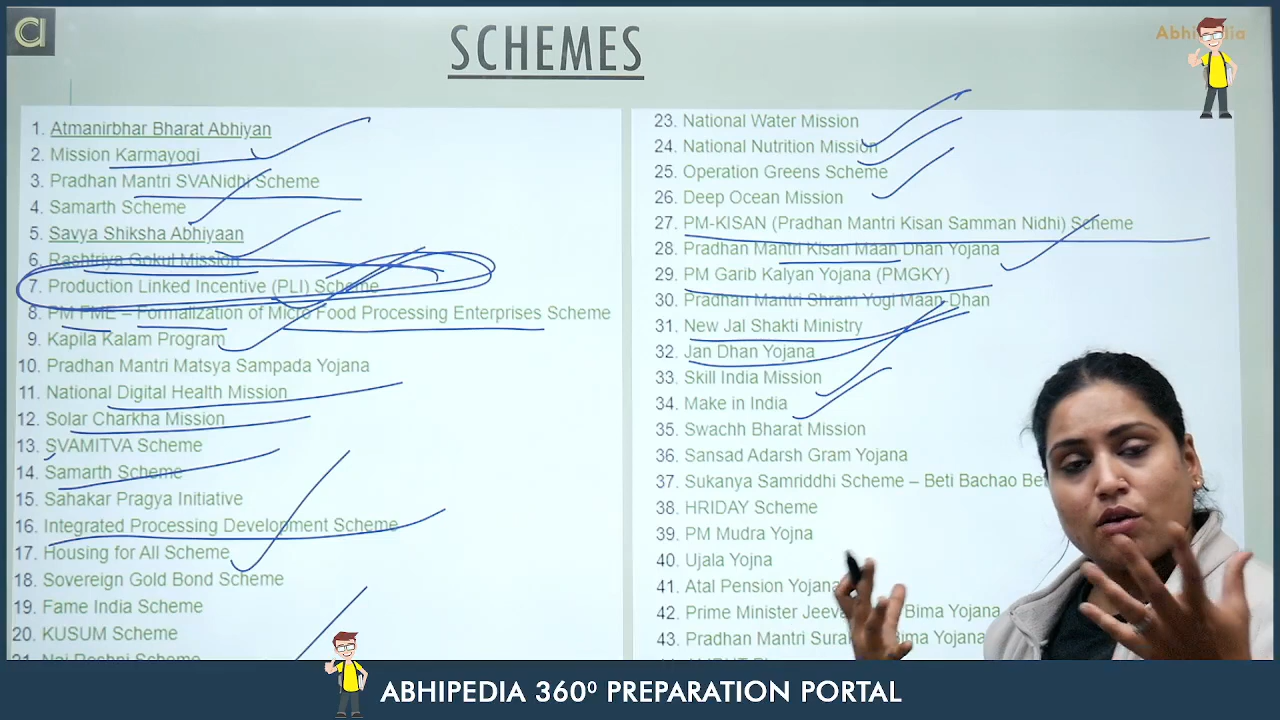 SCHEMES
Abhipedia
1. Atmanirbhar Bharat Abhiyan
2. Mission Karmayogi
3. Pradhan Mantri SVANidhi Scheme
4. Samarth Scheme
5. Savya Shiksha Abhiyaan
6. Rashtriya Gokul Mission
7. Production Linked Incentive (PLI) Scheme
8. PM FME – Formalization of Micro Food Processing Enterprises Scheme
9. Kapila Kalam Program
10. Pradhan Mantri Matsya Sampada Yojana
11. National Digital Health Mission
12. Solar Charkha Mission
13. SVAMITVA Scheme
14. Samarth Scheme
15. Sahakar Pragya Initiative
16. Integrated Processing Development Scheme
17. Housing for All Scheme
18. Sovereign Gold Bond Scheme
19. Fame India Scheme
20. KUSUM Scheme
21. Nai Roshni Scheme
23. National Water Mission
24. National Nutrition Mission
25. Operation Greens Scheme
26. Deep Ocean Mission
27. PM-KISAN (Pradhan Mantri Kisan Samman Nidhi) Scheme
28. Pradhan Mantri Kisan Maan Dhan Yojana
29. PM Garib Kalyan Yojana (PMGKY)
30. Pradhan Mantri Shram Yogi Maan Dhan
31. New Jal Shakti Ministry
32. Jan Dhan Yojana
33. Skill India Mission
34. Make in India
35. Swachh Bharat Mission
36. Sansad Adarsh Gram Yojana
37. Sukanya Samriddhi Scheme – Beti Bachao Be
38. HRIDAY Scheme
39. PM Mudra Yojna
40. Ujala Yojna
41. Atal Pension Yojana
42. Prime Minister Jeeva Bima Yojana
43. Pradhan Mantri Surak Bima Yojana
ABHIPEDIA 360⁰ PREPARATION PORTAL